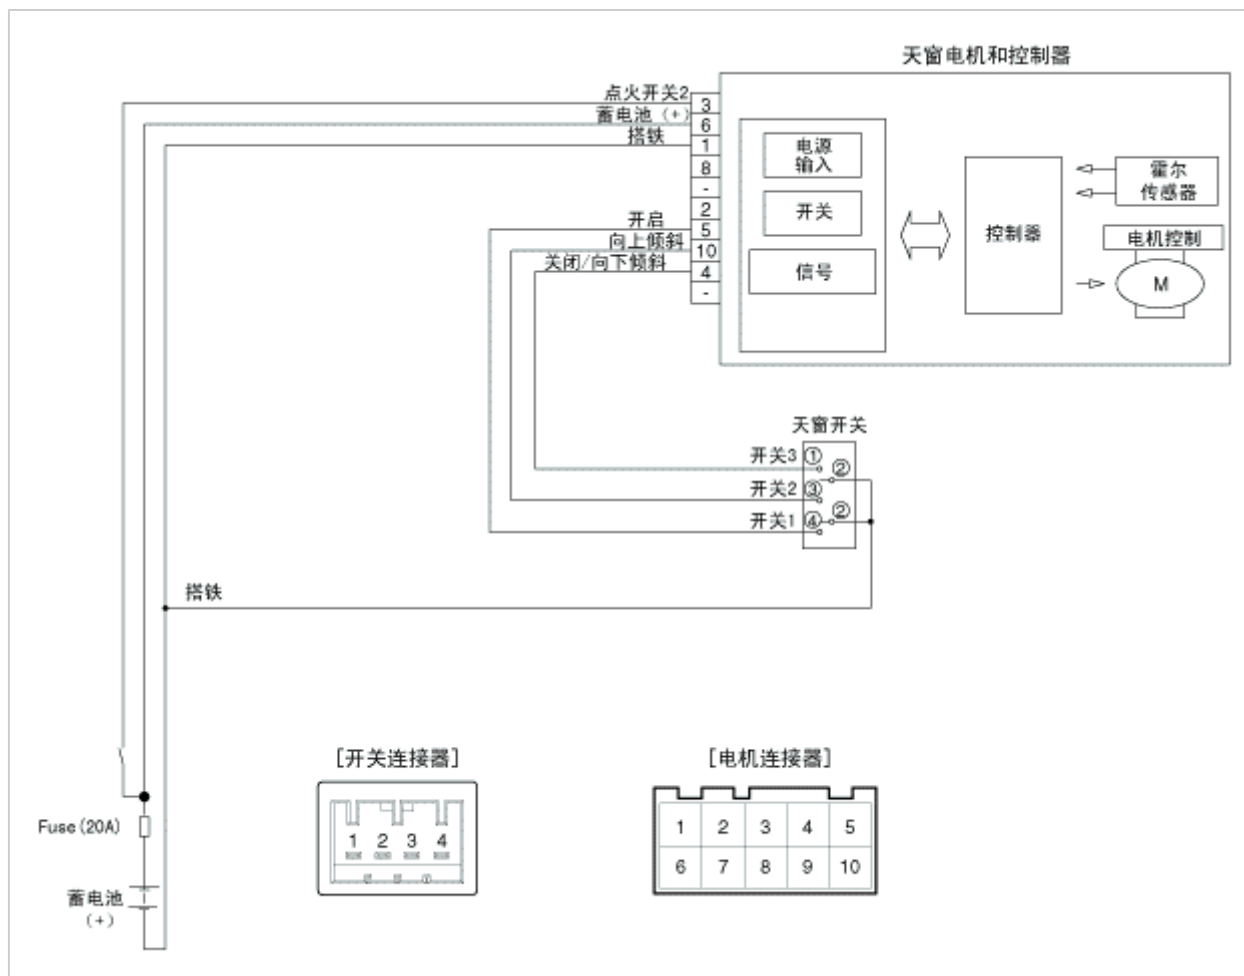 天窗电机和控制器
点火开关2
3
蓄电池 (+)
6
搭铁
1
8
-
2
开启
5
向上倾斜
10
关闭/向下倾斜
4
-
电源
输入
开关
信号
控制器
霍尔
传感器
电机控制
M
天窗开关
开关3 ① ②
开关2 ③
开关1 ④ ②
搭铁
[开关连接器]
[电机连接器]
1 2 3 4
1 2 3 4 5
6 7 8 9 10
Fuse(20A)
蓄电池
(+)